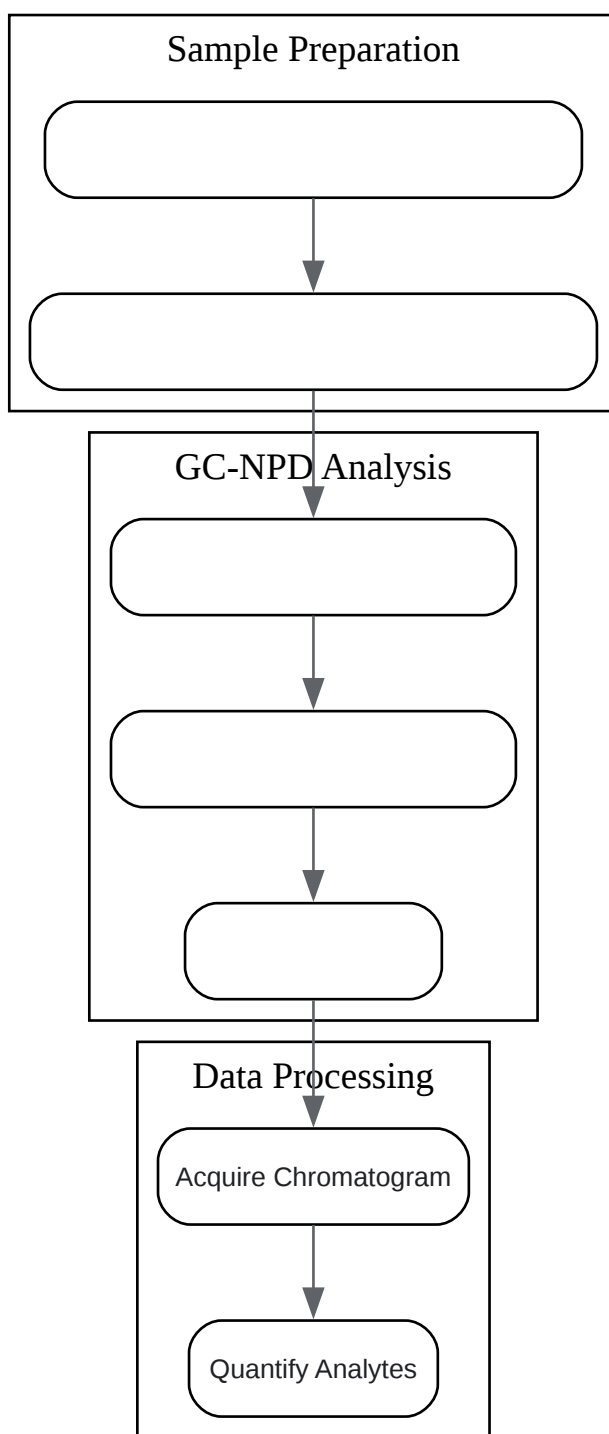 Sample Preparation
GC-NPD Analysis
Data Processing
Acquire Chromatogram
Quantify Analytes